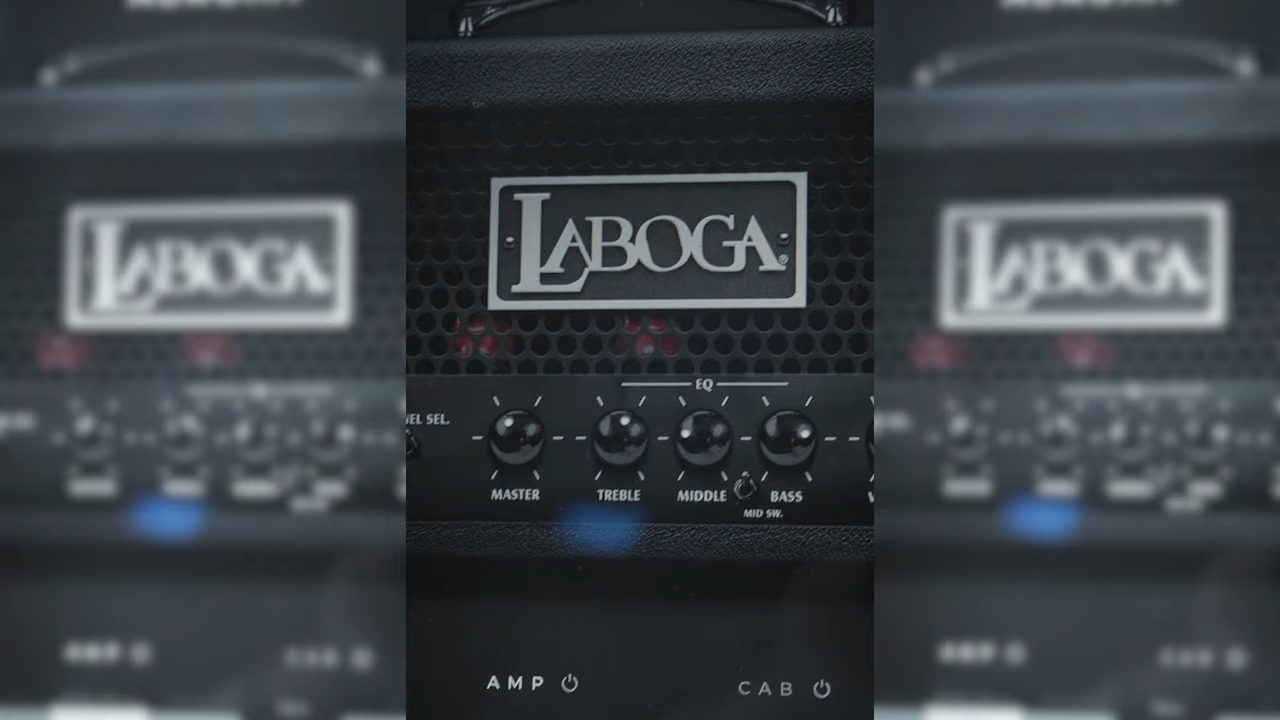 LABOGA®
EQ
NEL SEL.
MASTER TREBLE MIDDLE BASS
MID SW.
AMP CAB